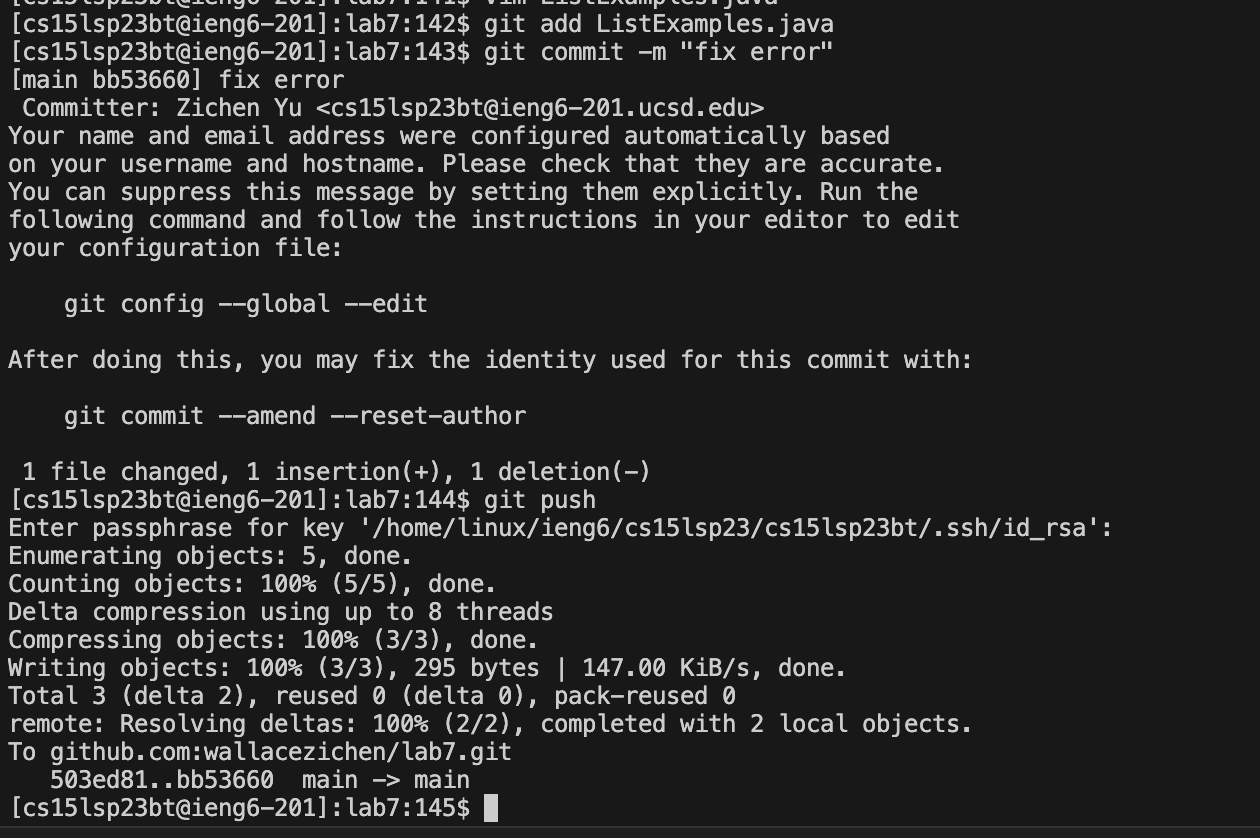 [cs15lsp23bt@ieng6-201]:lab7:141$ vim ListExamples.java
[cs15lsp23bt@ieng6-201]:lab7:142$ git add ListExamples.java
[cs15lsp23bt@ieng6-201]:lab7:143$ git commit -m "fix error"
[main bb53660] fix error
 Committer: Zichen Yu <cs15lsp23bt@ieng6-201.ucsd.edu>
Your name and email address were configured automatically based
on your username and hostname. Please check that they are accurate.
You can suppress this message by setting them explicitly. Run the
following command and follow the instructions in your editor to edit
your configuration file:

    git config --global --edit

After doing this, you may fix the identity used for this commit with:

    git commit --amend --reset-author

 1 file changed, 1 insertion(+), 1 deletion(-)
[cs15lsp23bt@ieng6-201]:lab7:144$ git push
Enter passphrase for key '/home/linux/ieng6/cs15lsp23/cs15lsp23bt/.ssh/id_rsa':
Enumerating objects: 5, done.
Counting objects: 100% (5/5), done.
Delta compression using up to 8 threads
Compressing objects: 100% (3/3), done.
Writing objects: 100% (3/3), 295 bytes | 147.00 KiB/s, done.
Total 3 (delta 2), reused 0 (delta 0), pack-reused 0
remote: Resolving deltas: 100% (2/2), completed with 2 local objects.
To github.com:wallacezichen/lab7.git
   503ed81..bb53660  main -> main
[cs15lsp23bt@ieng6-201]:lab7:145$